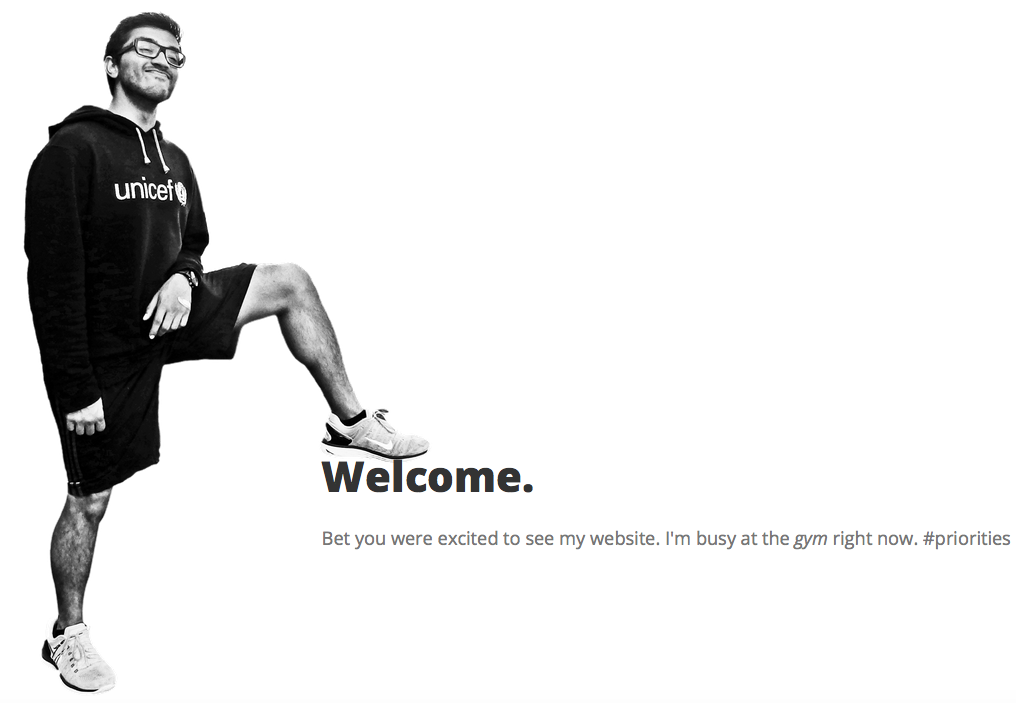 unicef
Welcome.
Bet you were excited to see my website. I'm busy at the gym right now. #priorities